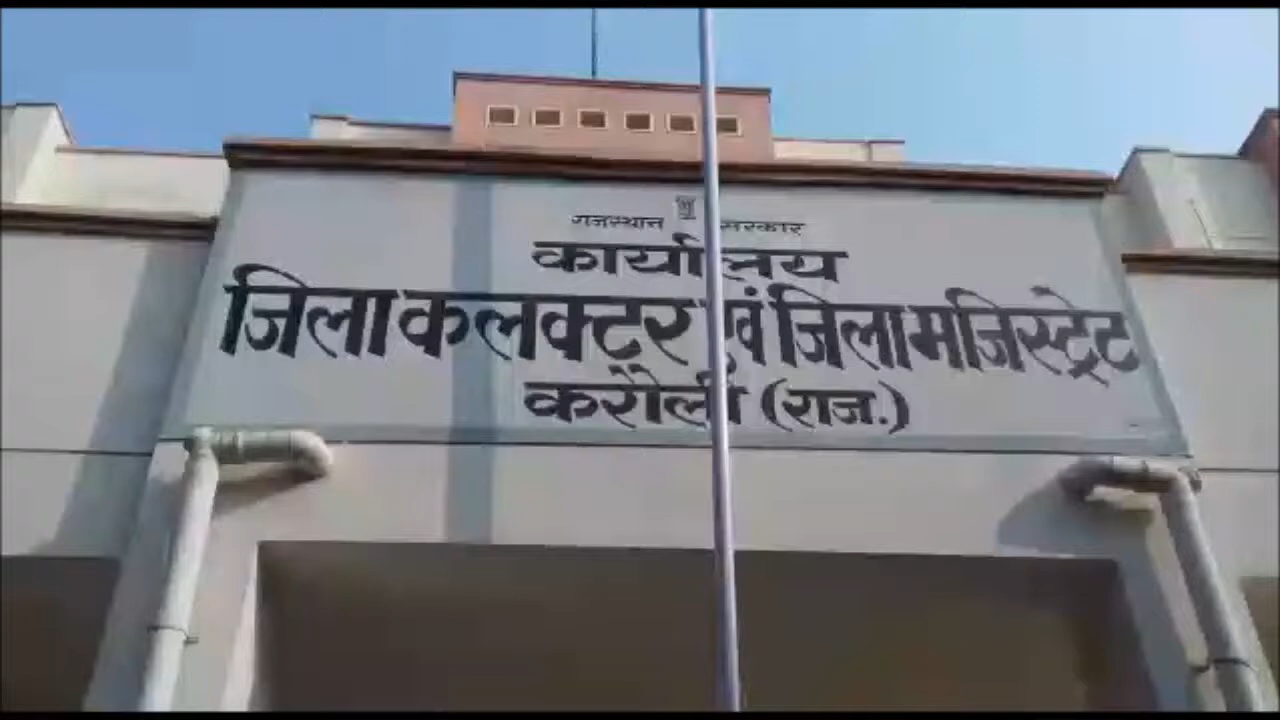 राजस्थान सरकार
कार्यालय
जिला कलक्टर एवं जिला मजिस्ट्रेट
करौली (राज.)